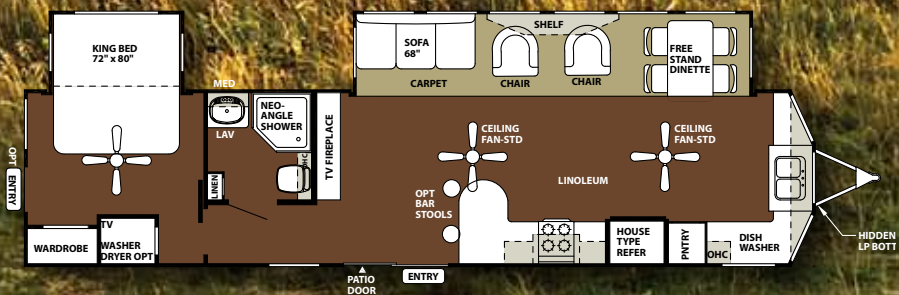 KING BED
72" x 80"
MED
LAV
NEO-
ANGLE
SHOWER
OHC
LINEN
TV FIREPLACE
SOFA
68"
CARPET
SHELF
CHAIR
CHAIR
FREE
STAND
DINETTE
CEILING
FAN-STD
CEILING
FAN-STD
LINOLEUM
OPT
BAR
STOOLS
OPT
ENTRY
TV
WARDROBE
WASHER
DRYER OPT
PATIO
DOOR
ENTRY
HOUSE
TYPE
REFER
PNTRY
OHC
DISH
WASHER
HIDDEN
LP BOTT